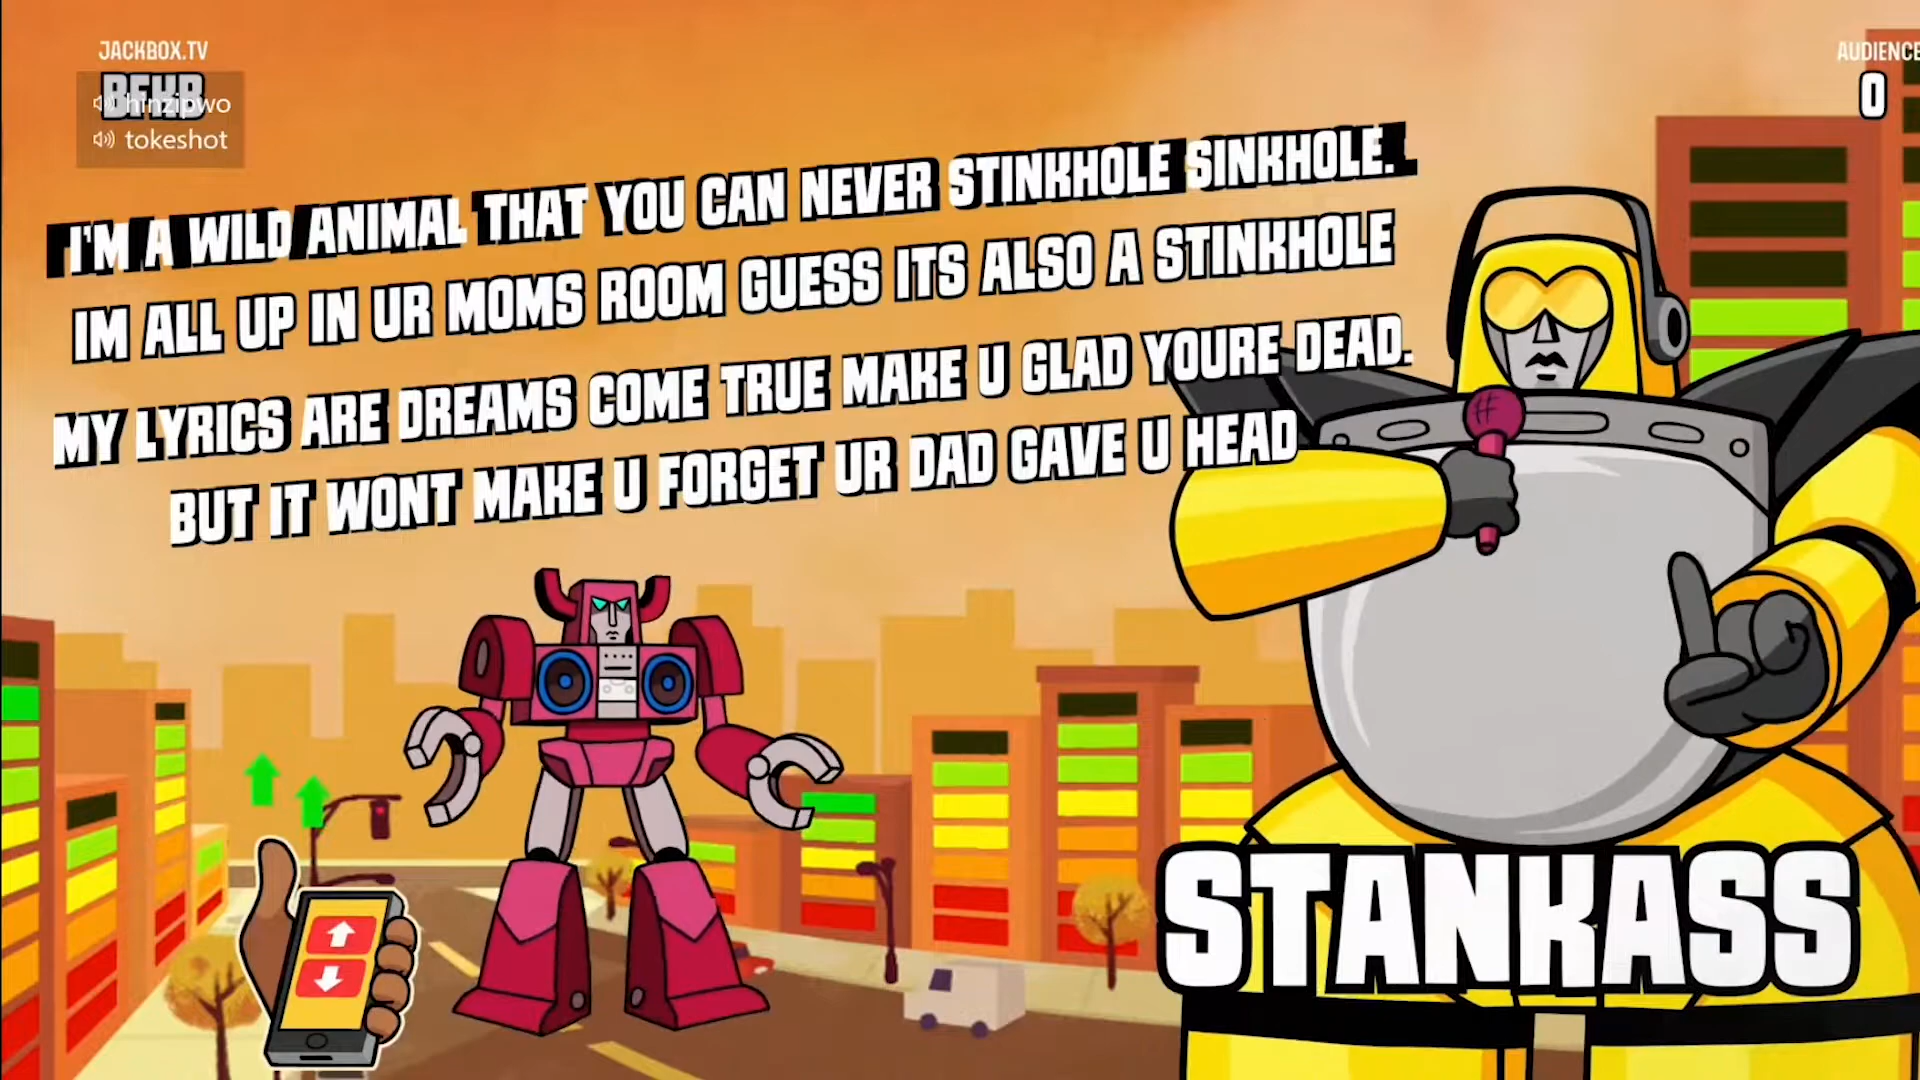 JACKBOX.TV
BFKB
hinzipwo
tokeshot
AUDIENCE
0
I'M A WILD ANIMAL THAT YOU CAN NEVER STINKHOLE SINKHOLE.
IM ALL UP IN UR MOMS ROOM GUESS ITS ALSO A STINKHOLE
MY LYRICS ARE DREAMS COME TRUE MAKE U GLAD YOURE DEAD.
BUT IT WONT MAKE U FORGET UR DAD GAVE U HEAD
STANKASS